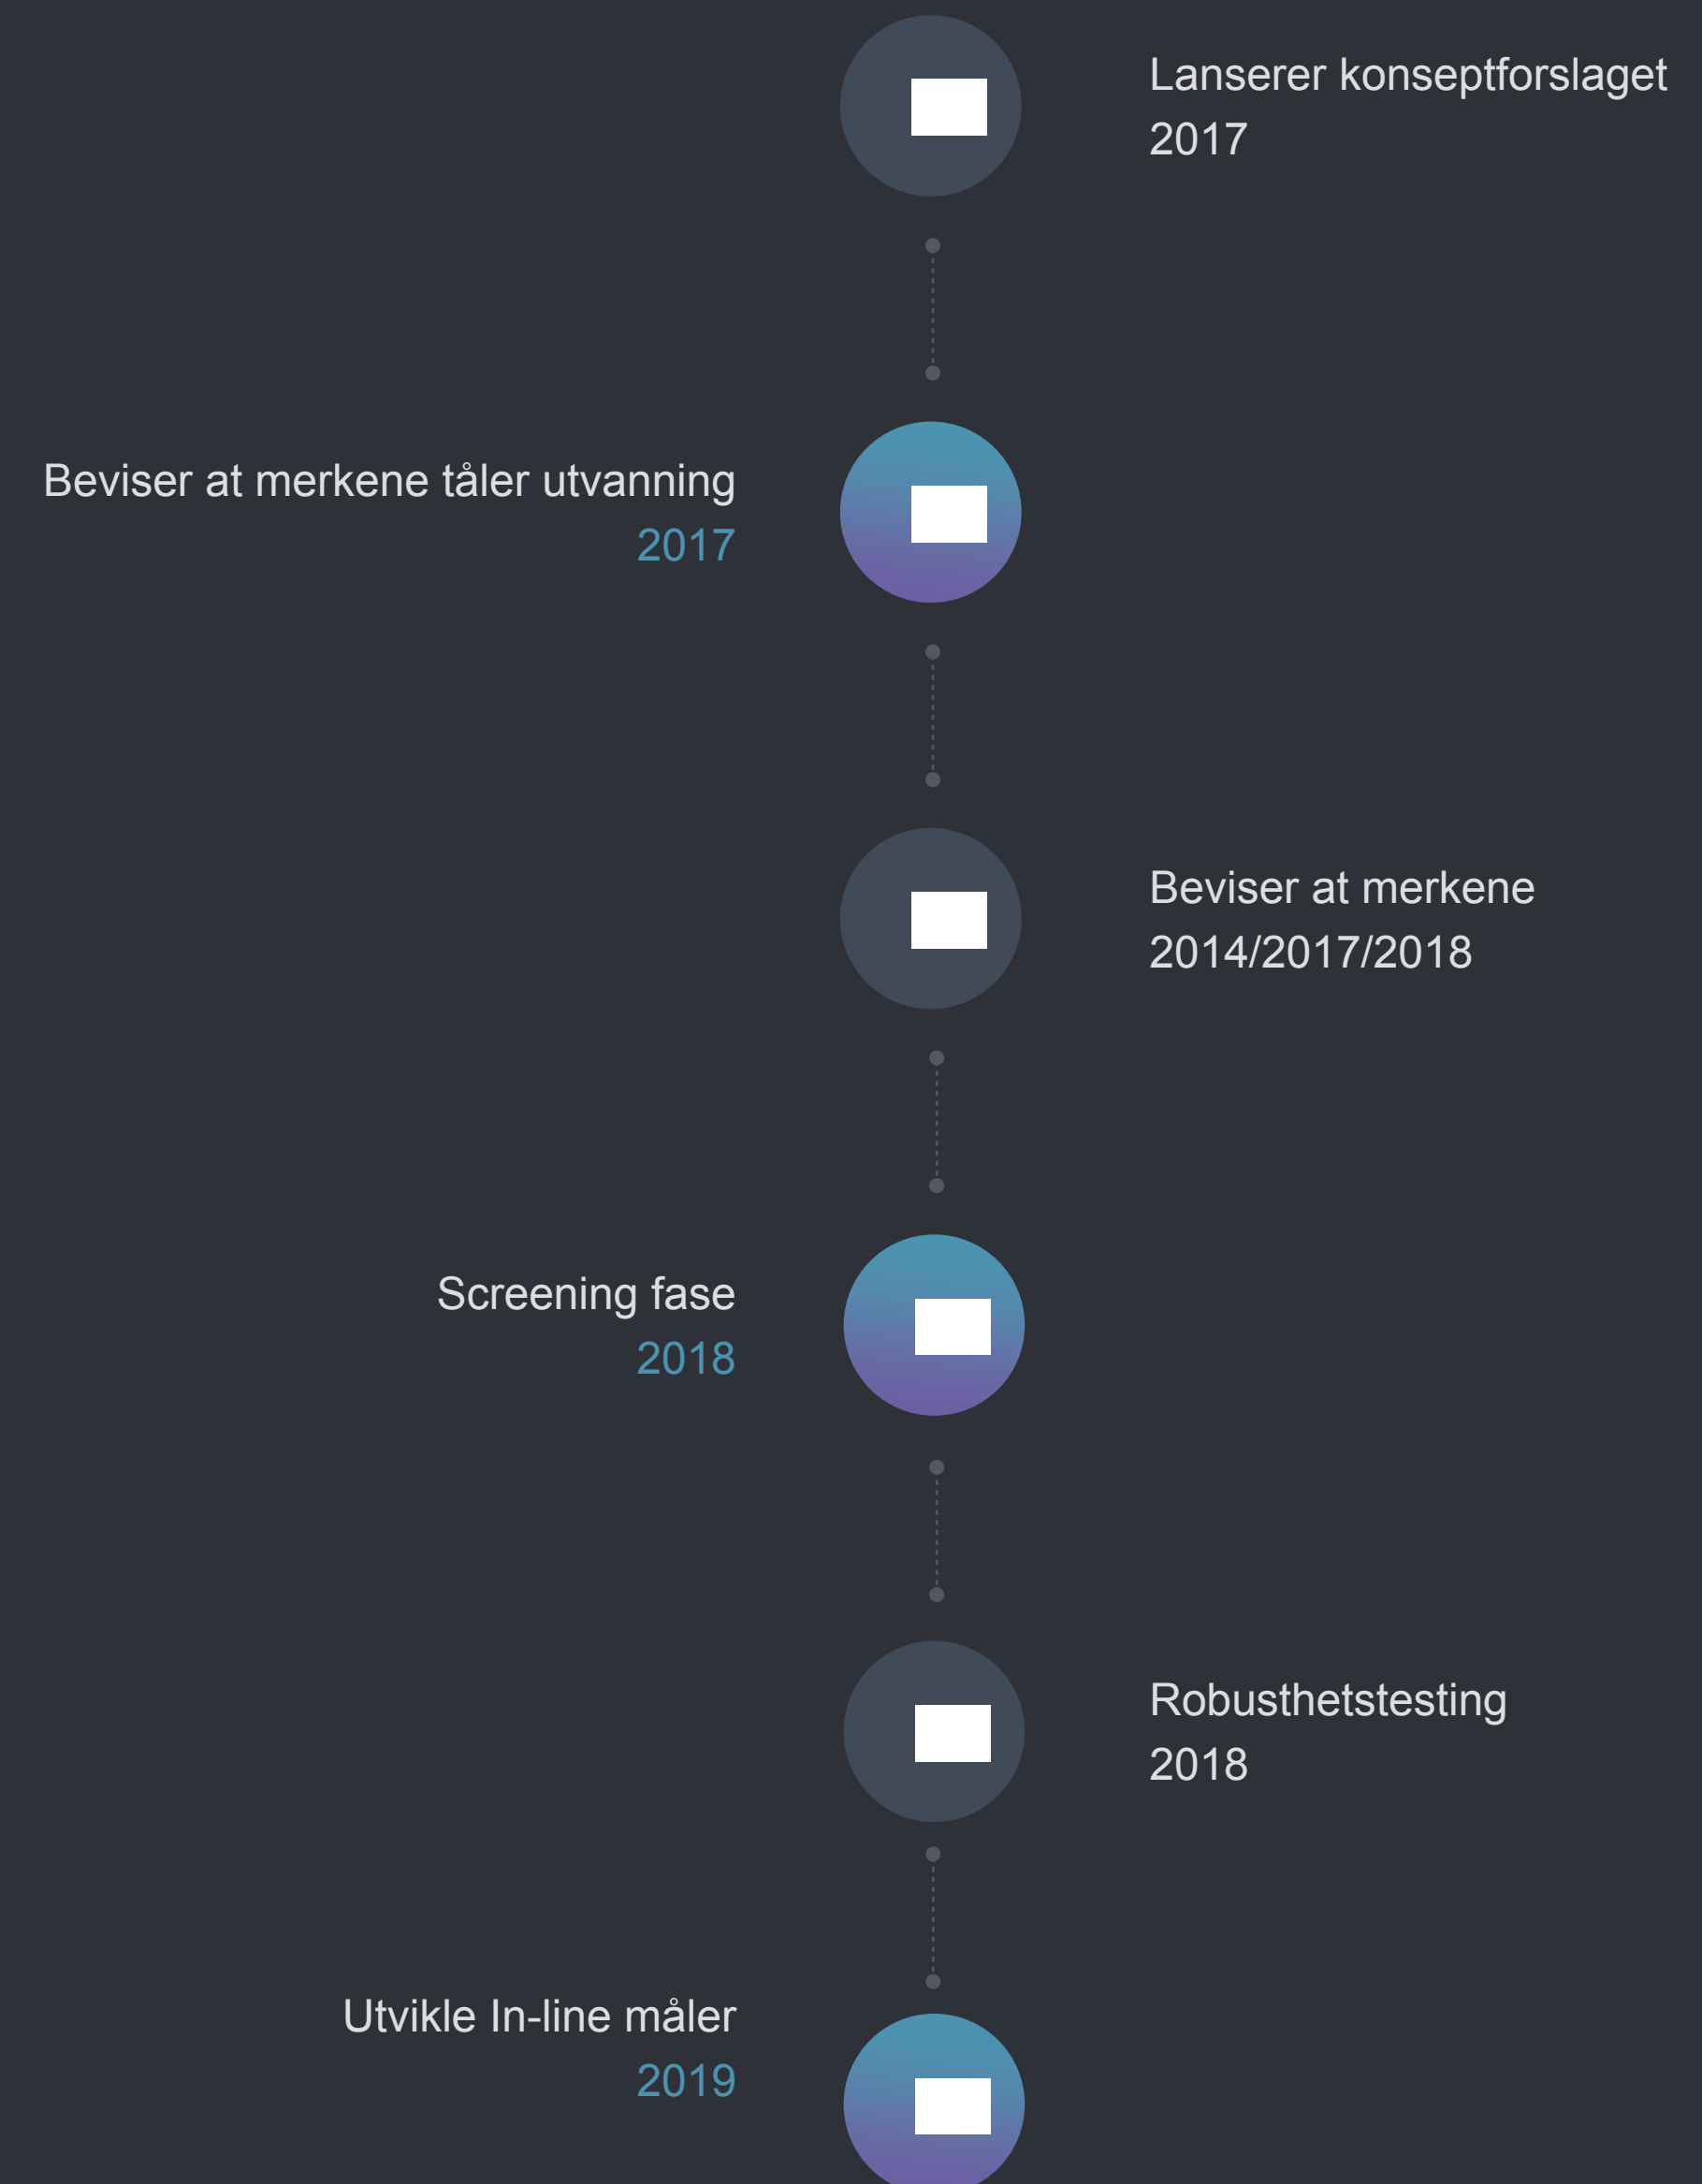 Lanserer konseptforslaget
2017
Beviser at merkene tåler utvanning
2017
Beviser at merkene
2014/2017/2018
Screening fase
2018
Robusthetstesting
2018
Utvikle In-line måler
2019